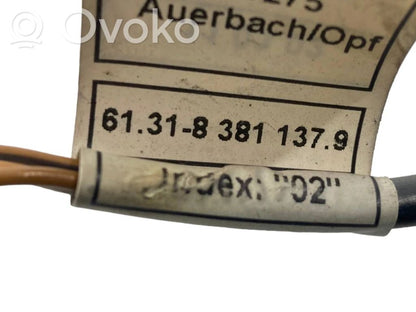 Ovoko
Auerbach/Opf
61.31-8 381 137.9
Index: "02"